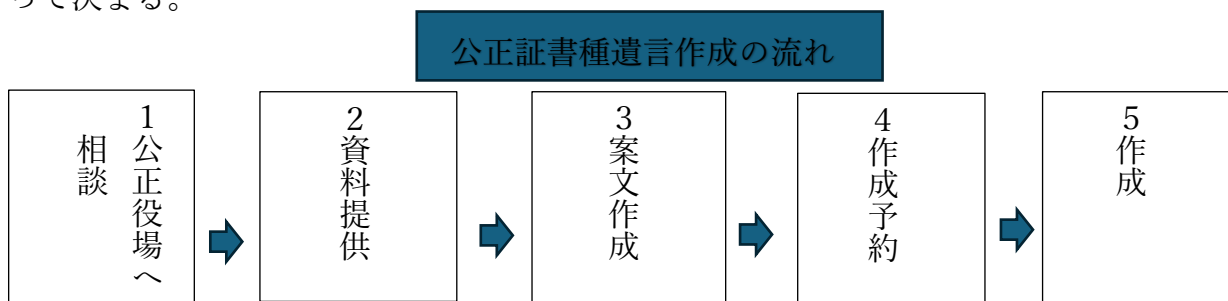 って決まる。
公正証書種遺言作成の流れ
1公正役場へ
相談
2資料提供
3案文作成
4作成予約
5作成